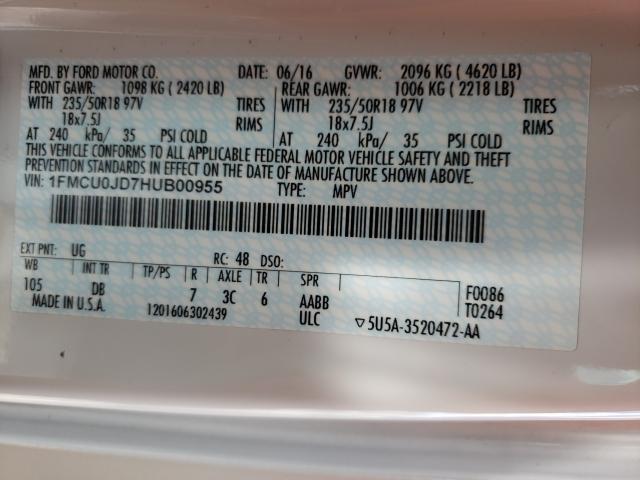 MFD. BY FORD MOTOR CO. DATE: 06/16 GVWR: 2096 KG ( 4620 LB)
FRONT GAWR: 1098 KG ( 2420 LB) REAR GAWR: 1006 KG ( 2218 LB)
WITH 235/50R18 97V TIRES WITH 235/50R18 97V TIRES
18x7.5J RIMS 18x7.5J RIMS
AT 240 kPa/ 35 PSI COLD AT 240 kPa/ 35 PSI COLD
THIS VEHICLE CONFORMS TO ALL APPLICABLE FEDERAL MOTOR VEHICLE SAFETY AND THEFT
PREVENTION STANDARDS IN EFFECT ON THE DATE OF MANUFACTURE SHOWN ABOVE.
VIN: 1FMCU0JD7HUB00955 TYPE: MPV
EXT PNT: UG RC: 48 DSO:
WB INT TR TP/PS R AXLE TR SPR
105 DB 7 3C 6 AABB F0086
MADE IN U.S.A. 1201606302439 ULC T0264
▽5U5A-3520472-AA